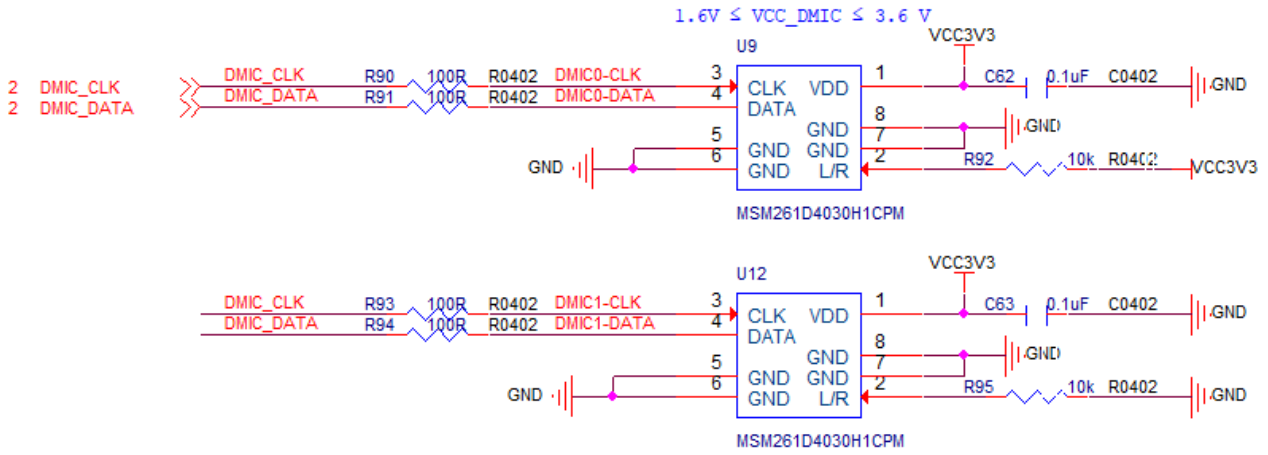 1.6V ≤ VCC_DMIC ≤ 3.6 V
U9 VCC3V3
2 DMIC_CLK DMIC_CLK R90 100R R0402 DMIC0-CLK 3 CLK VDD 1 C62 0.1uF C0402 GND
2 DMIC_DATA DMIC_DATA R91 100R R0402 DMIC0-DATA 4 DATA
GND 8 GND
5 GND GND 7
GND 6 GND L/R 2 R92 10k R0402 VCC3V3
MSM261D4030H1CPM
U12 VCC3V3
DMIC_CLK R93 100R R0402 DMIC1-CLK 3 CLK VDD 1 C63 0.1uF C0402 GND
DMIC_DATA R94 100R R0402 DMIC1-DATA 4 DATA
GND 8 GND
5 GND GND 7
GND 6 GND L/R 2 R95 10k R0402 GND
MSM261D4030H1CPM